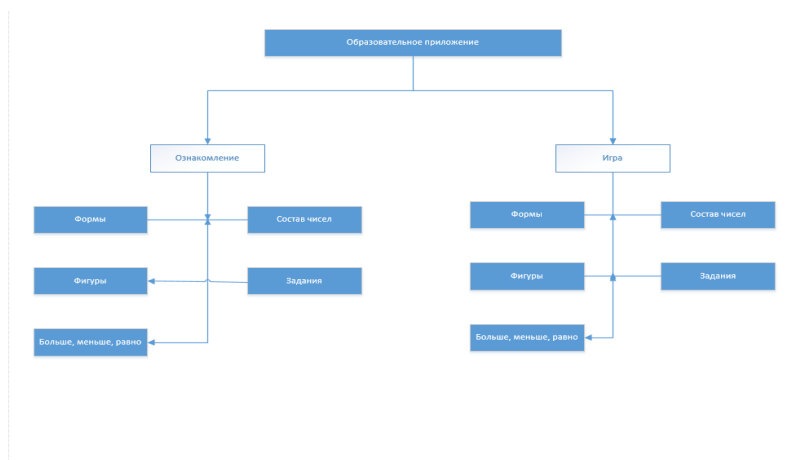 Образовательное приложение
Ознакомление
Игра
Формы
Состав чисел
Фигуры
Задания
Больше, меньше, равно
Формы
Состав чисел
Фигуры
Задания
Больше, меньше, равно